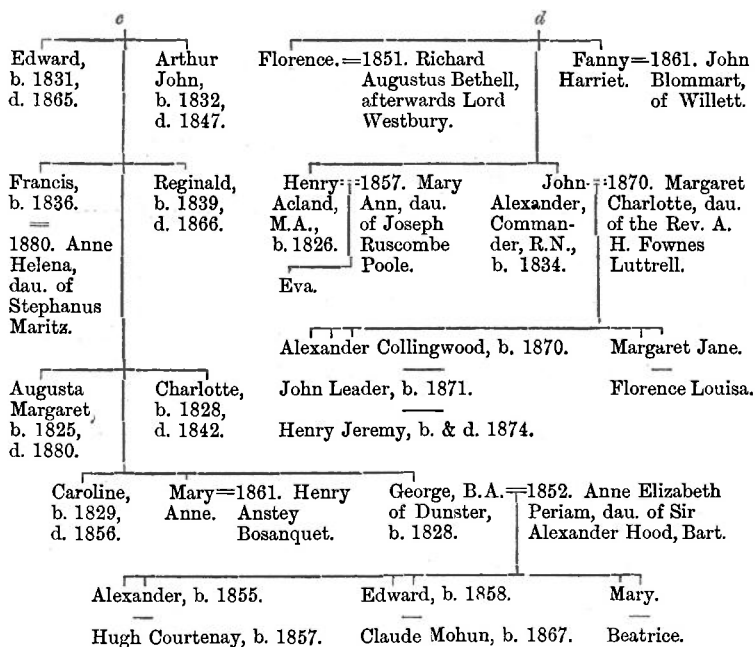 e
d
Edward,
b. 1831,
d. 1865.
Arthur
John,
b. 1832,
d. 1847.
Florence.=1851. Richard
Augustus Bethell,
afterwards Lord
Westbury.
Fanny=1861. John
Harriet. Blommart,
of Willett.
Francis,
b. 1836.
=
1880. Anne
Helena,
dau. of
Stephanus
Maritz.
Reginald,
b. 1839,
d. 1866.
Henry=1857. Mary
Acland, Ann, dau.
M.A., of Joseph
b. 1826. Ruscombe
Poole.
Eva.
John=1870. Margaret
Alexander, Charlotte, dau.
Comman- of the Rev. A.
der, R.N., H. Fownes
b. 1834. Luttrell.
Alexander Collingwood, b. 1870.
John Leader, b. 1871.
Henry Jeremy, b. & d. 1874.
Margaret Jane.
Florence Louisa.
Augusta
Margaret,
b. 1825,
d. 1880.
Charlotte,
b. 1828,
d. 1842.
Caroline,
b. 1829,
d. 1856.
Mary=1861. Henry
Anne. Anstey
Bosanquet.
George, B.A.=1852. Anne Elizabeth
of Dunster, Periam, dau. of Sir
b. 1828. Alexander Hood, Bart.
Alexander, b. 1855.
Hugh Courtenay, b. 1857.
Edward, b. 1858.
Claude Mohun, b. 1867.
Mary.
Beatrice.